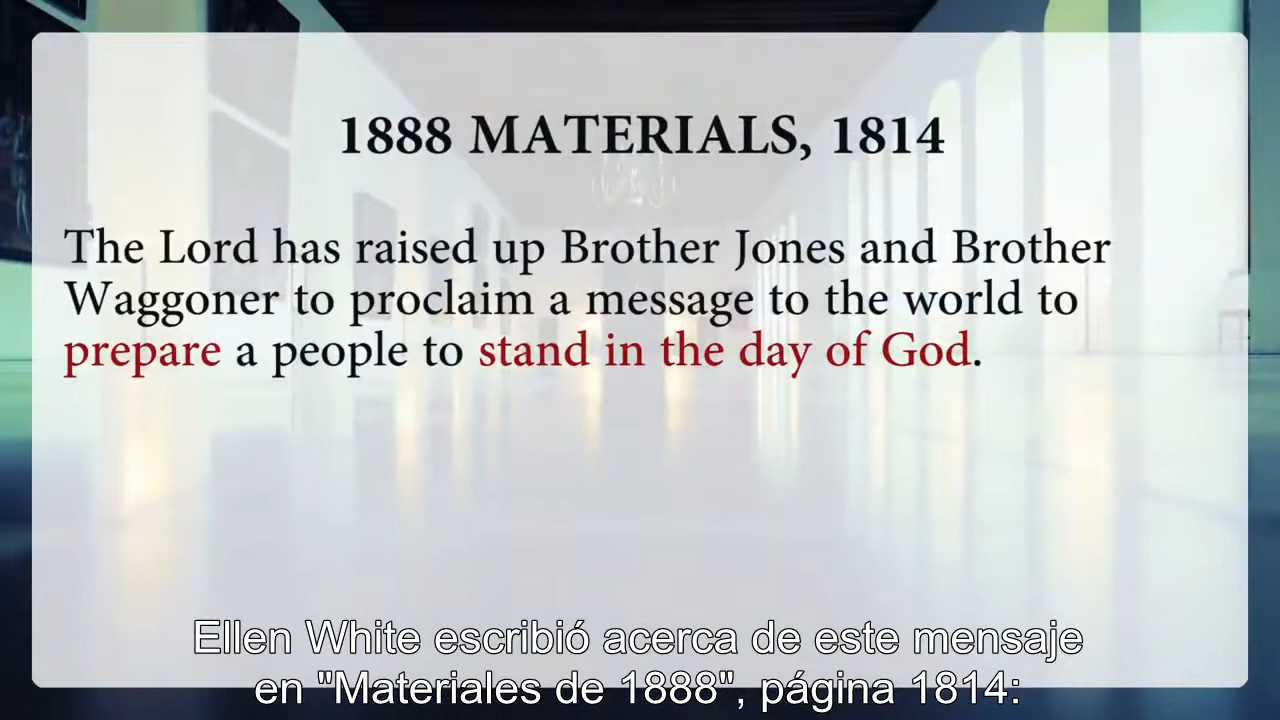 1888 MATERIALS, 1814
The Lord has raised up Brother Jones and Brother
Waggoner to proclaim a message to the world to
prepare a people to stand in the day of God.
Ellen White escribió acerca de este mensaje
en "Materiales de 1888", página 1814: